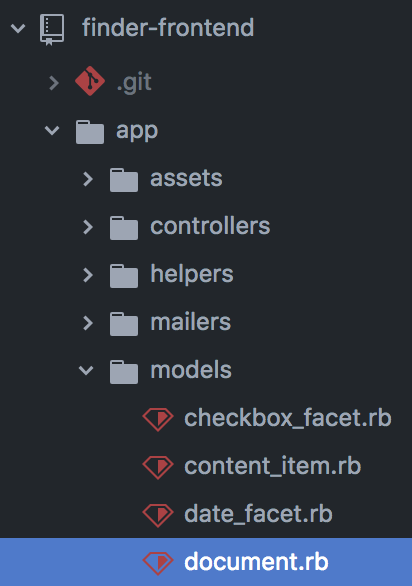 finder-frontend
.git
app
assets
controllers
helpers
mailers
models
checkbox_facet.rb
content_item.rb
date_facet.rb
document.rb